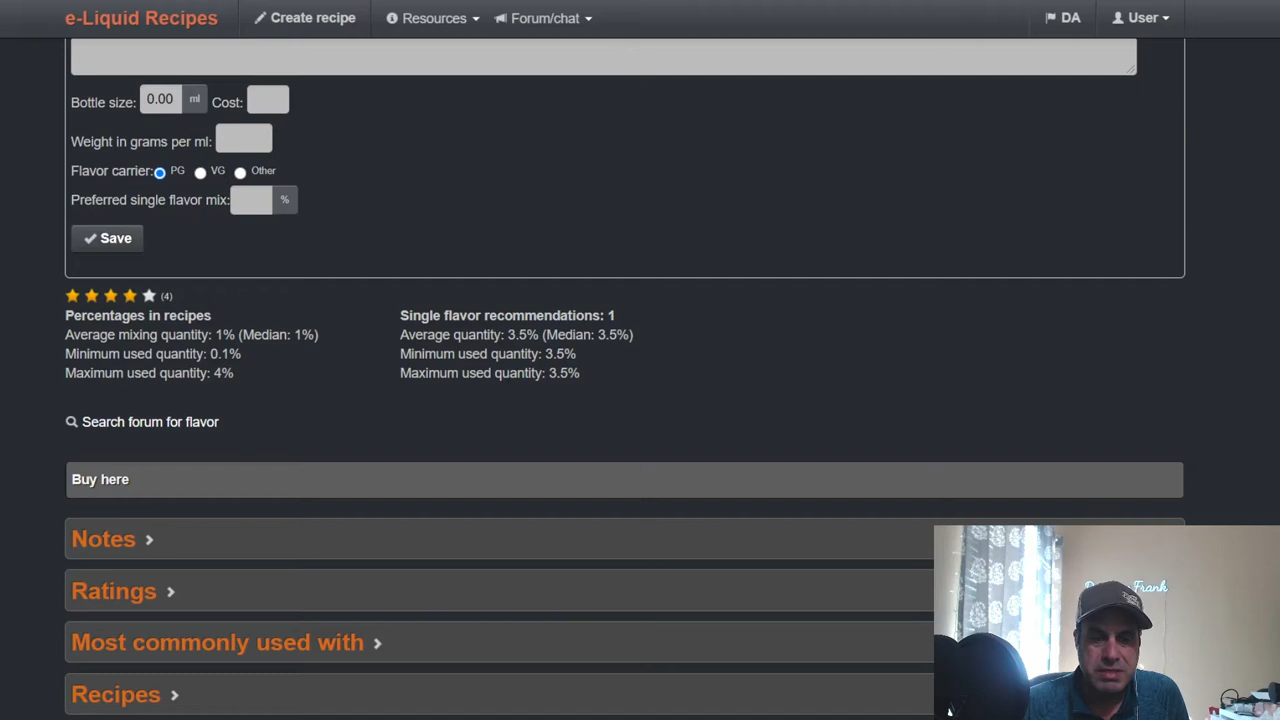 e-Liquid Recipes Create recipe Resources Forum/chat DA User
Bottle size: 0.00 ml Cost:
Weight in grams per ml:
Flavor carrier: PG VG Other
Preferred single flavor mix: %
Save
(4)
Percentages in recipes
Average mixing quantity: 1% (Median: 1%)
Minimum used quantity: 0.1%
Maximum used quantity: 4%
Single flavor recommendations: 1
Average quantity: 3.5% (Median: 3.5%)
Minimum used quantity: 3.5%
Maximum used quantity: 3.5%
Search forum for flavor
Buy here
Notes
Ratings
Most commonly used with
Recipes
Frank